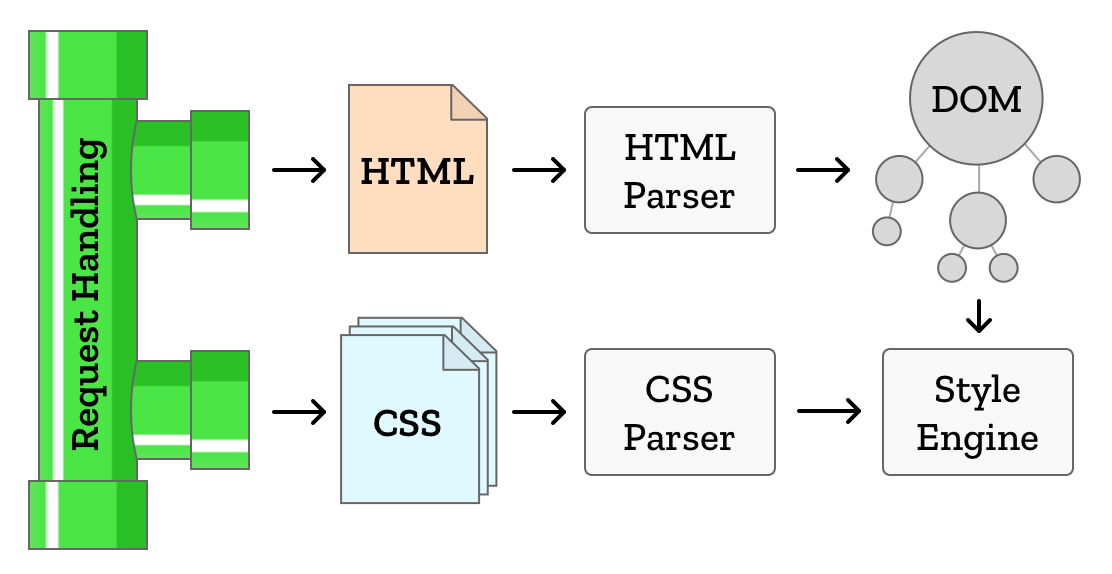 Request Handling
HTML
HTML
Parser
DOM
CSS
CSS
Parser
Style
Engine